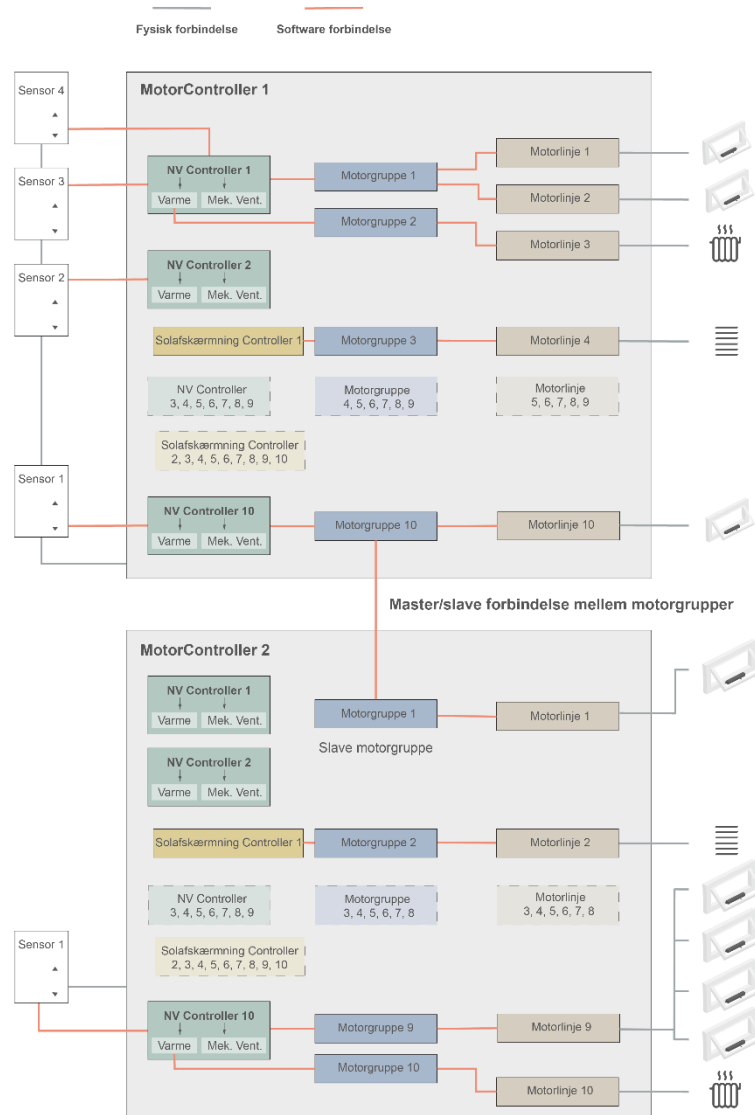 Fysisk forbindelse
Software forbindelse
MotorController 1
Sensor 4
Sensor 3
Sensor 2
Sensor 1
NV Controller 1
Varme
Mek. Vent.
Motorgruppe 1
Motorgruppe 2
Motorlinje 1
Motorlinje 2
Motorlinje 3
NV Controller 2
Varme
Mek. Vent.
Solafskærmning Controller 1
Motorgruppe 3
Motorlinje 4
NV Controller
3, 4, 5, 6, 7, 8, 9
Motorgruppe
4, 5, 6, 7, 8, 9
Motorlinje
5, 6, 7, 8, 9
Solafskærmning Controller
2, 3, 4, 5, 6, 7, 8, 9, 10
NV Controller 10
Varme
Mek. Vent.
Motorgruppe 10
Motorlinje 10
Master/slave forbindelse mellem motorgrupper
MotorController 2
NV Controller 1
Varme
Mek. Vent.
Motorgruppe 1
Slave motorgruppe
Motorlinje 1
NV Controller 2
Varme
Mek. Vent.
Solafskærmning Controller 1
Motorgruppe 2
Motorlinje 2
NV Controller
3, 4, 5, 6, 7, 8, 9
Motorgruppe
3, 4, 5, 6, 7, 8
Motorlinje
3, 4, 5, 6, 7, 8
Solafskærmning Controller
2, 3, 4, 5, 6, 7, 8, 9, 10
Sensor 1
NV Controller 10
Varme
Mek. Vent.
Motorgruppe 9
Motorlinje 9
Motorgruppe 10
Motorlinje 10